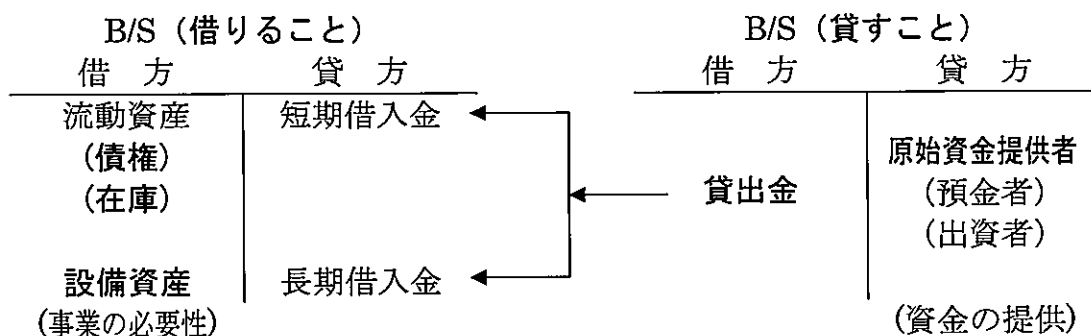 B/S（借りること）
借　方　貸　方
流動資産　短期借入金
(債権)
(在庫)
設備資産　長期借入金
(事業の必要性)
B/S（貸すこと）
借　方　貸　方
原始資金提供者
貸出金　(預金者)
(出資者)
(資金の提供)